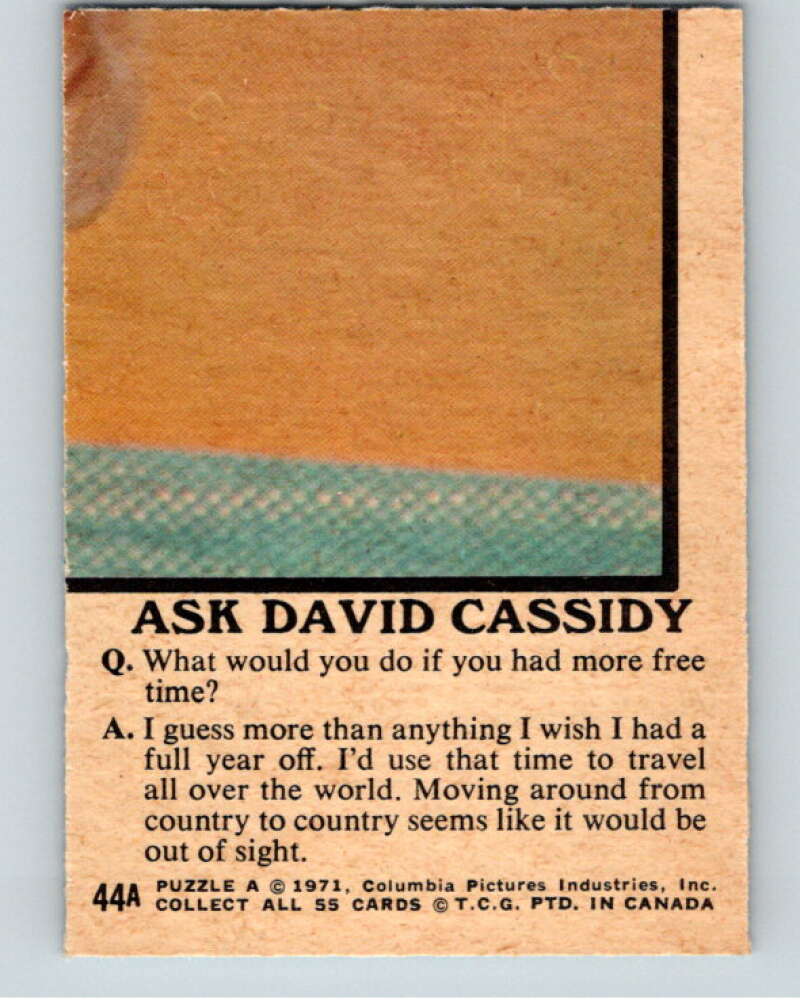 ASK DAVID CASSIDY
Q. What would you do if you had more free
time?
A. I guess more than anything I wish I had a
full year off. I'd use that time to travel
all over the world. Moving around from
country to country seems like it would be
out of sight.
44A PUZZLE A © 1971, Columbia Pictures Industries, Inc.
COLLECT ALL 55 CARDS © T.C.G. PTD. IN CANADA